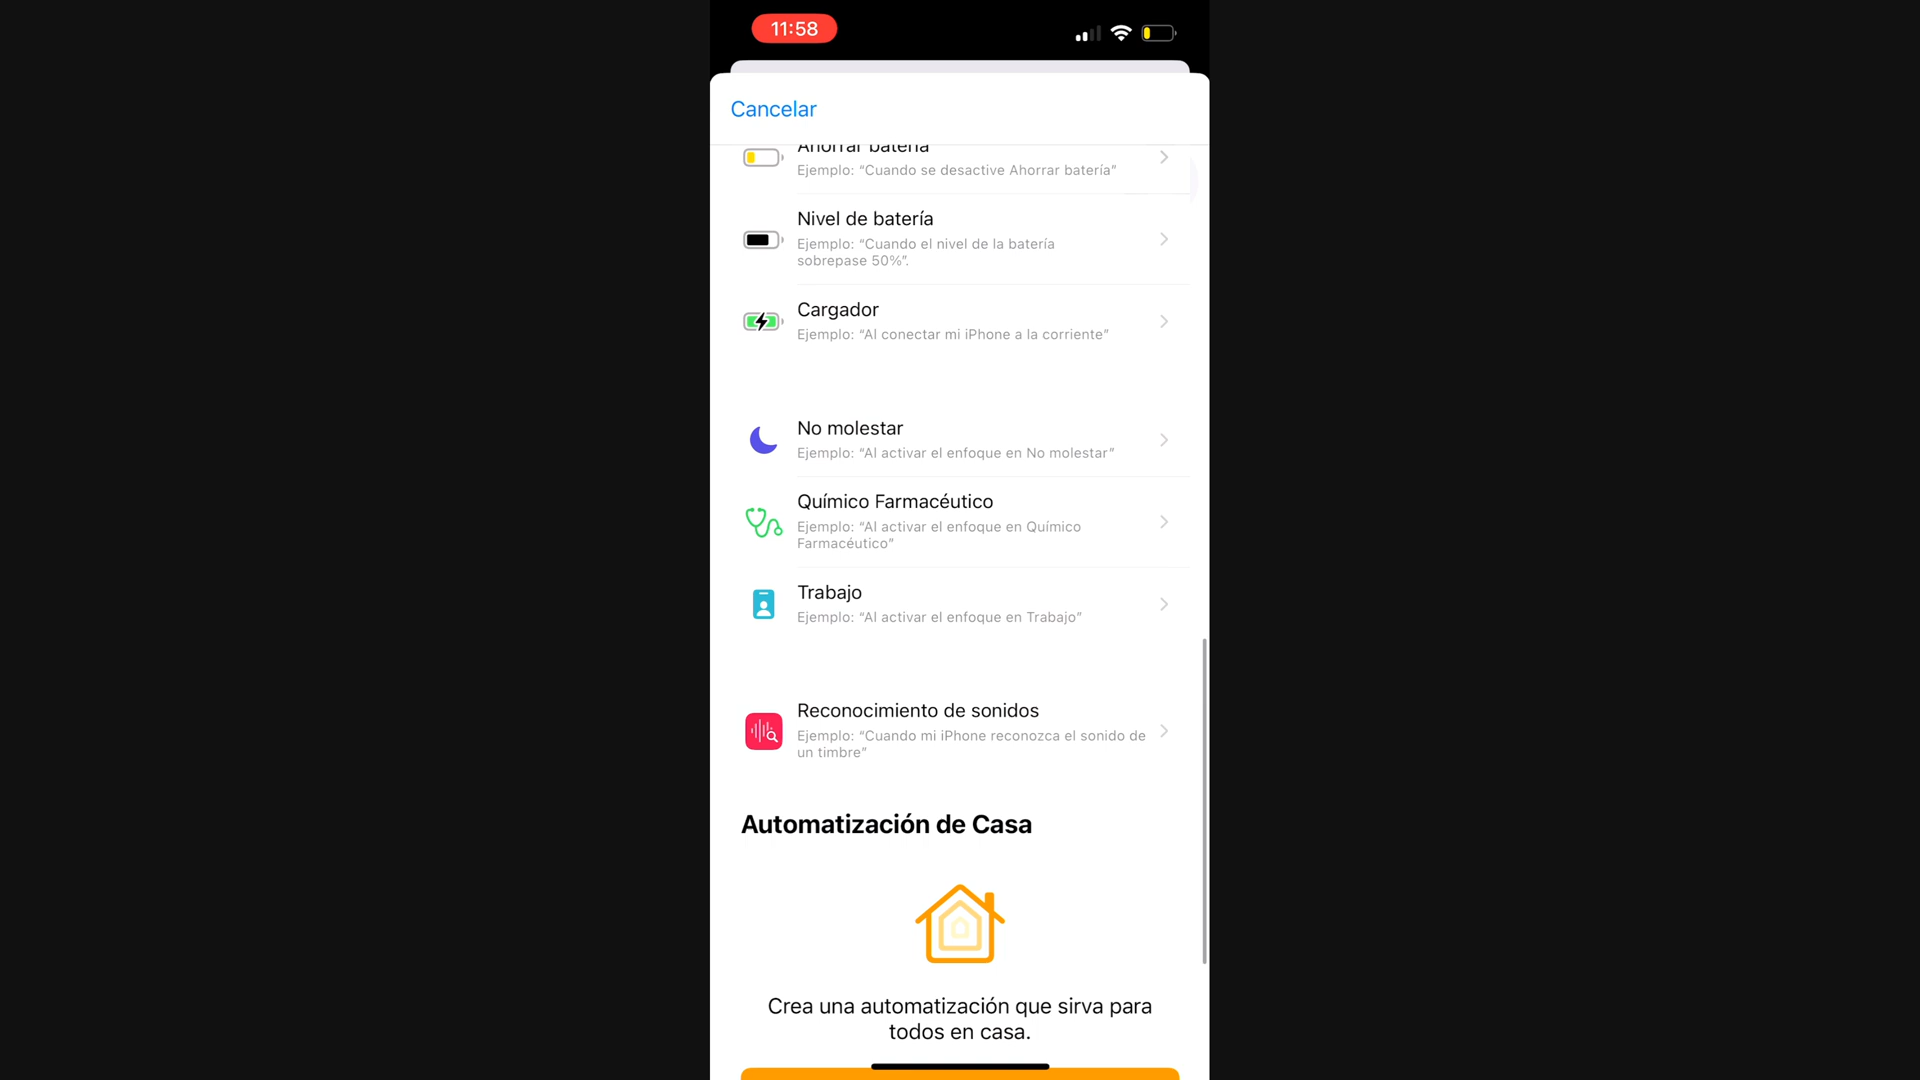 11:58
Cancelar
Ahorrar batería
Ejemplo: “Cuando se desactive Ahorrar batería”
Nivel de batería
Ejemplo: “Cuando el nivel de la batería
sobrepase 50%”.
Cargador
Ejemplo: “Al conectar mi iPhone a la corriente”
No molestar
Ejemplo: “Al activar el enfoque en No molestar”
Químico Farmacéutico
Ejemplo: “Al activar el enfoque en Químico
Farmacéutico”
Trabajo
Ejemplo: “Al activar el enfoque en Trabajo”
Reconocimiento de sonidos
Ejemplo: “Cuando mi iPhone reconozca el sonido de
un timbre”
Automatización de Casa
Crea una automatización que sirva para
todos en casa.